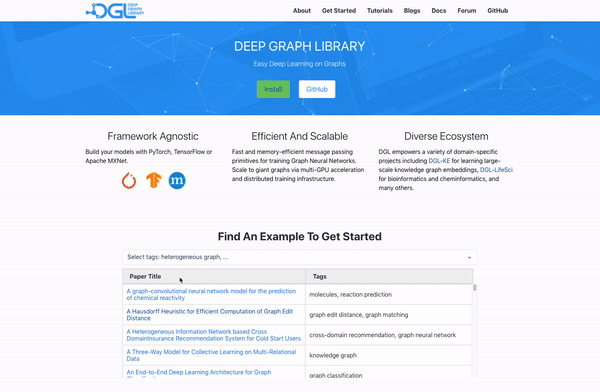 DGL DEEP
GRAPH
LIBRARY
About Get Started Tutorials Blogs Docs Forum GitHub
DEEP GRAPH LIBRARY
Easy Deep Learning on Graphs
Install GitHub
Framework Agnostic
Build your models with PyTorch, TensorFlow or
Apache MXNet.
m
Efficient And Scalable
Fast and memory-efficient message passing
primitives for training Graph Neural Networks.
Scale to giant graphs via multi-GPU acceleration
and distributed training infrastructure.
Diverse Ecosystem
DGL empowers a variety of domain-specific
projects including DGL-KE for learning large-
scale knowledge graph embeddings, DGL-LifeSci
for bioinformatics and cheminformatics, and
many others.
Find An Example To Get Started
Select tags: heterogeneous graph, ...
Paper Title Tags
A graph-convolutional neural network model for the prediction
of chemical reactivity
molecules, reaction prediction
A Hausdorff Heuristic for Efficient Computation of Graph Edit
Distance
graph edit distance, graph matching
A Heterogeneous Information Network based Cross
DomainInsurance Recommendation System for Cold Start Users
cross-domain recommendation, graph neural network
A Three-Way Model for Collective Learning on Multi-Relational
Data
knowledge graph
An End-to-End Deep Learning Architecture for Graph
graph classification